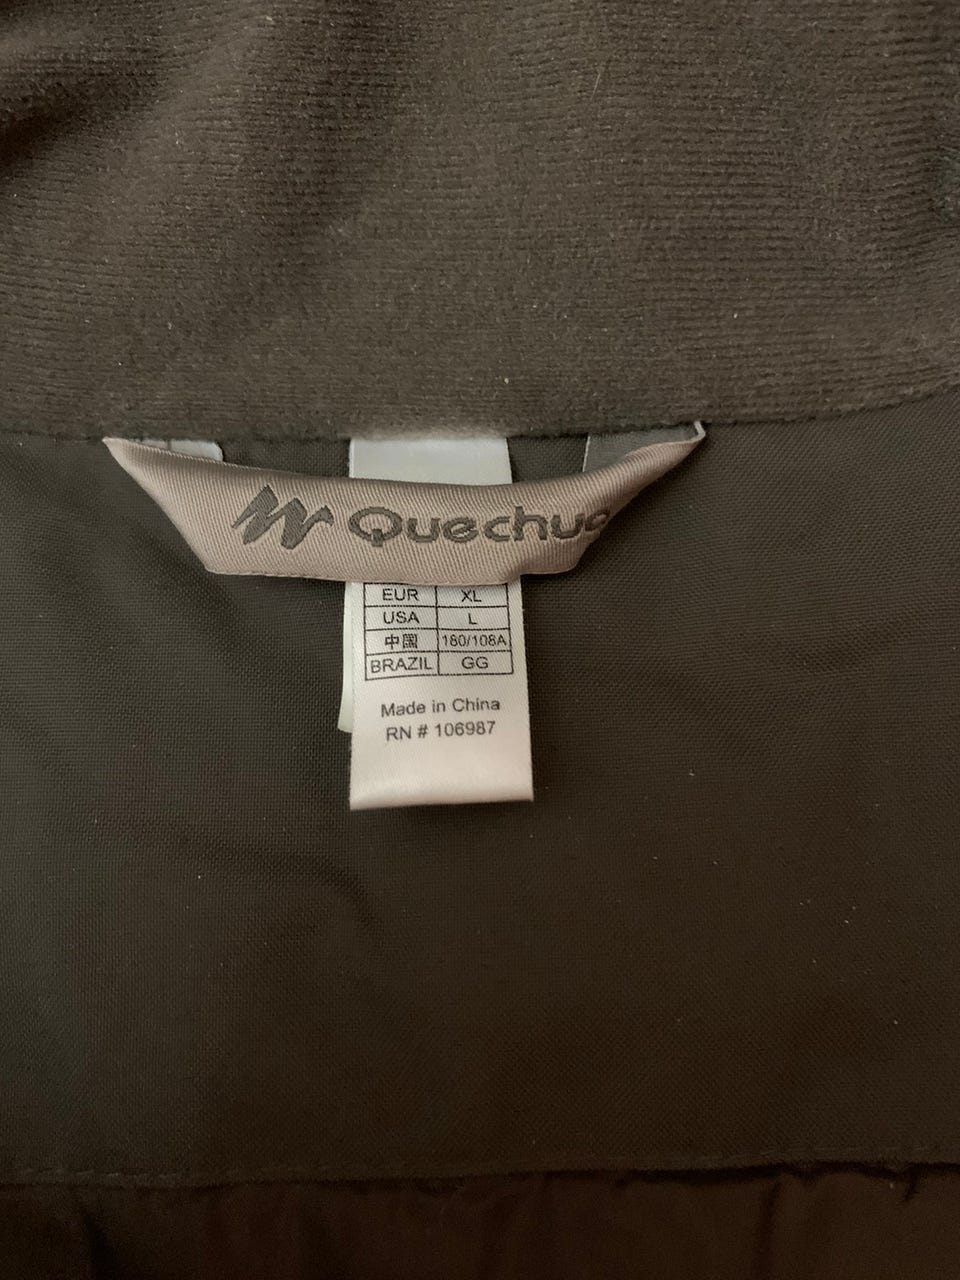 Quechua
EUR XL
USA L
中国 180/108A
BRAZIL GG
Made in China
RN # 106987